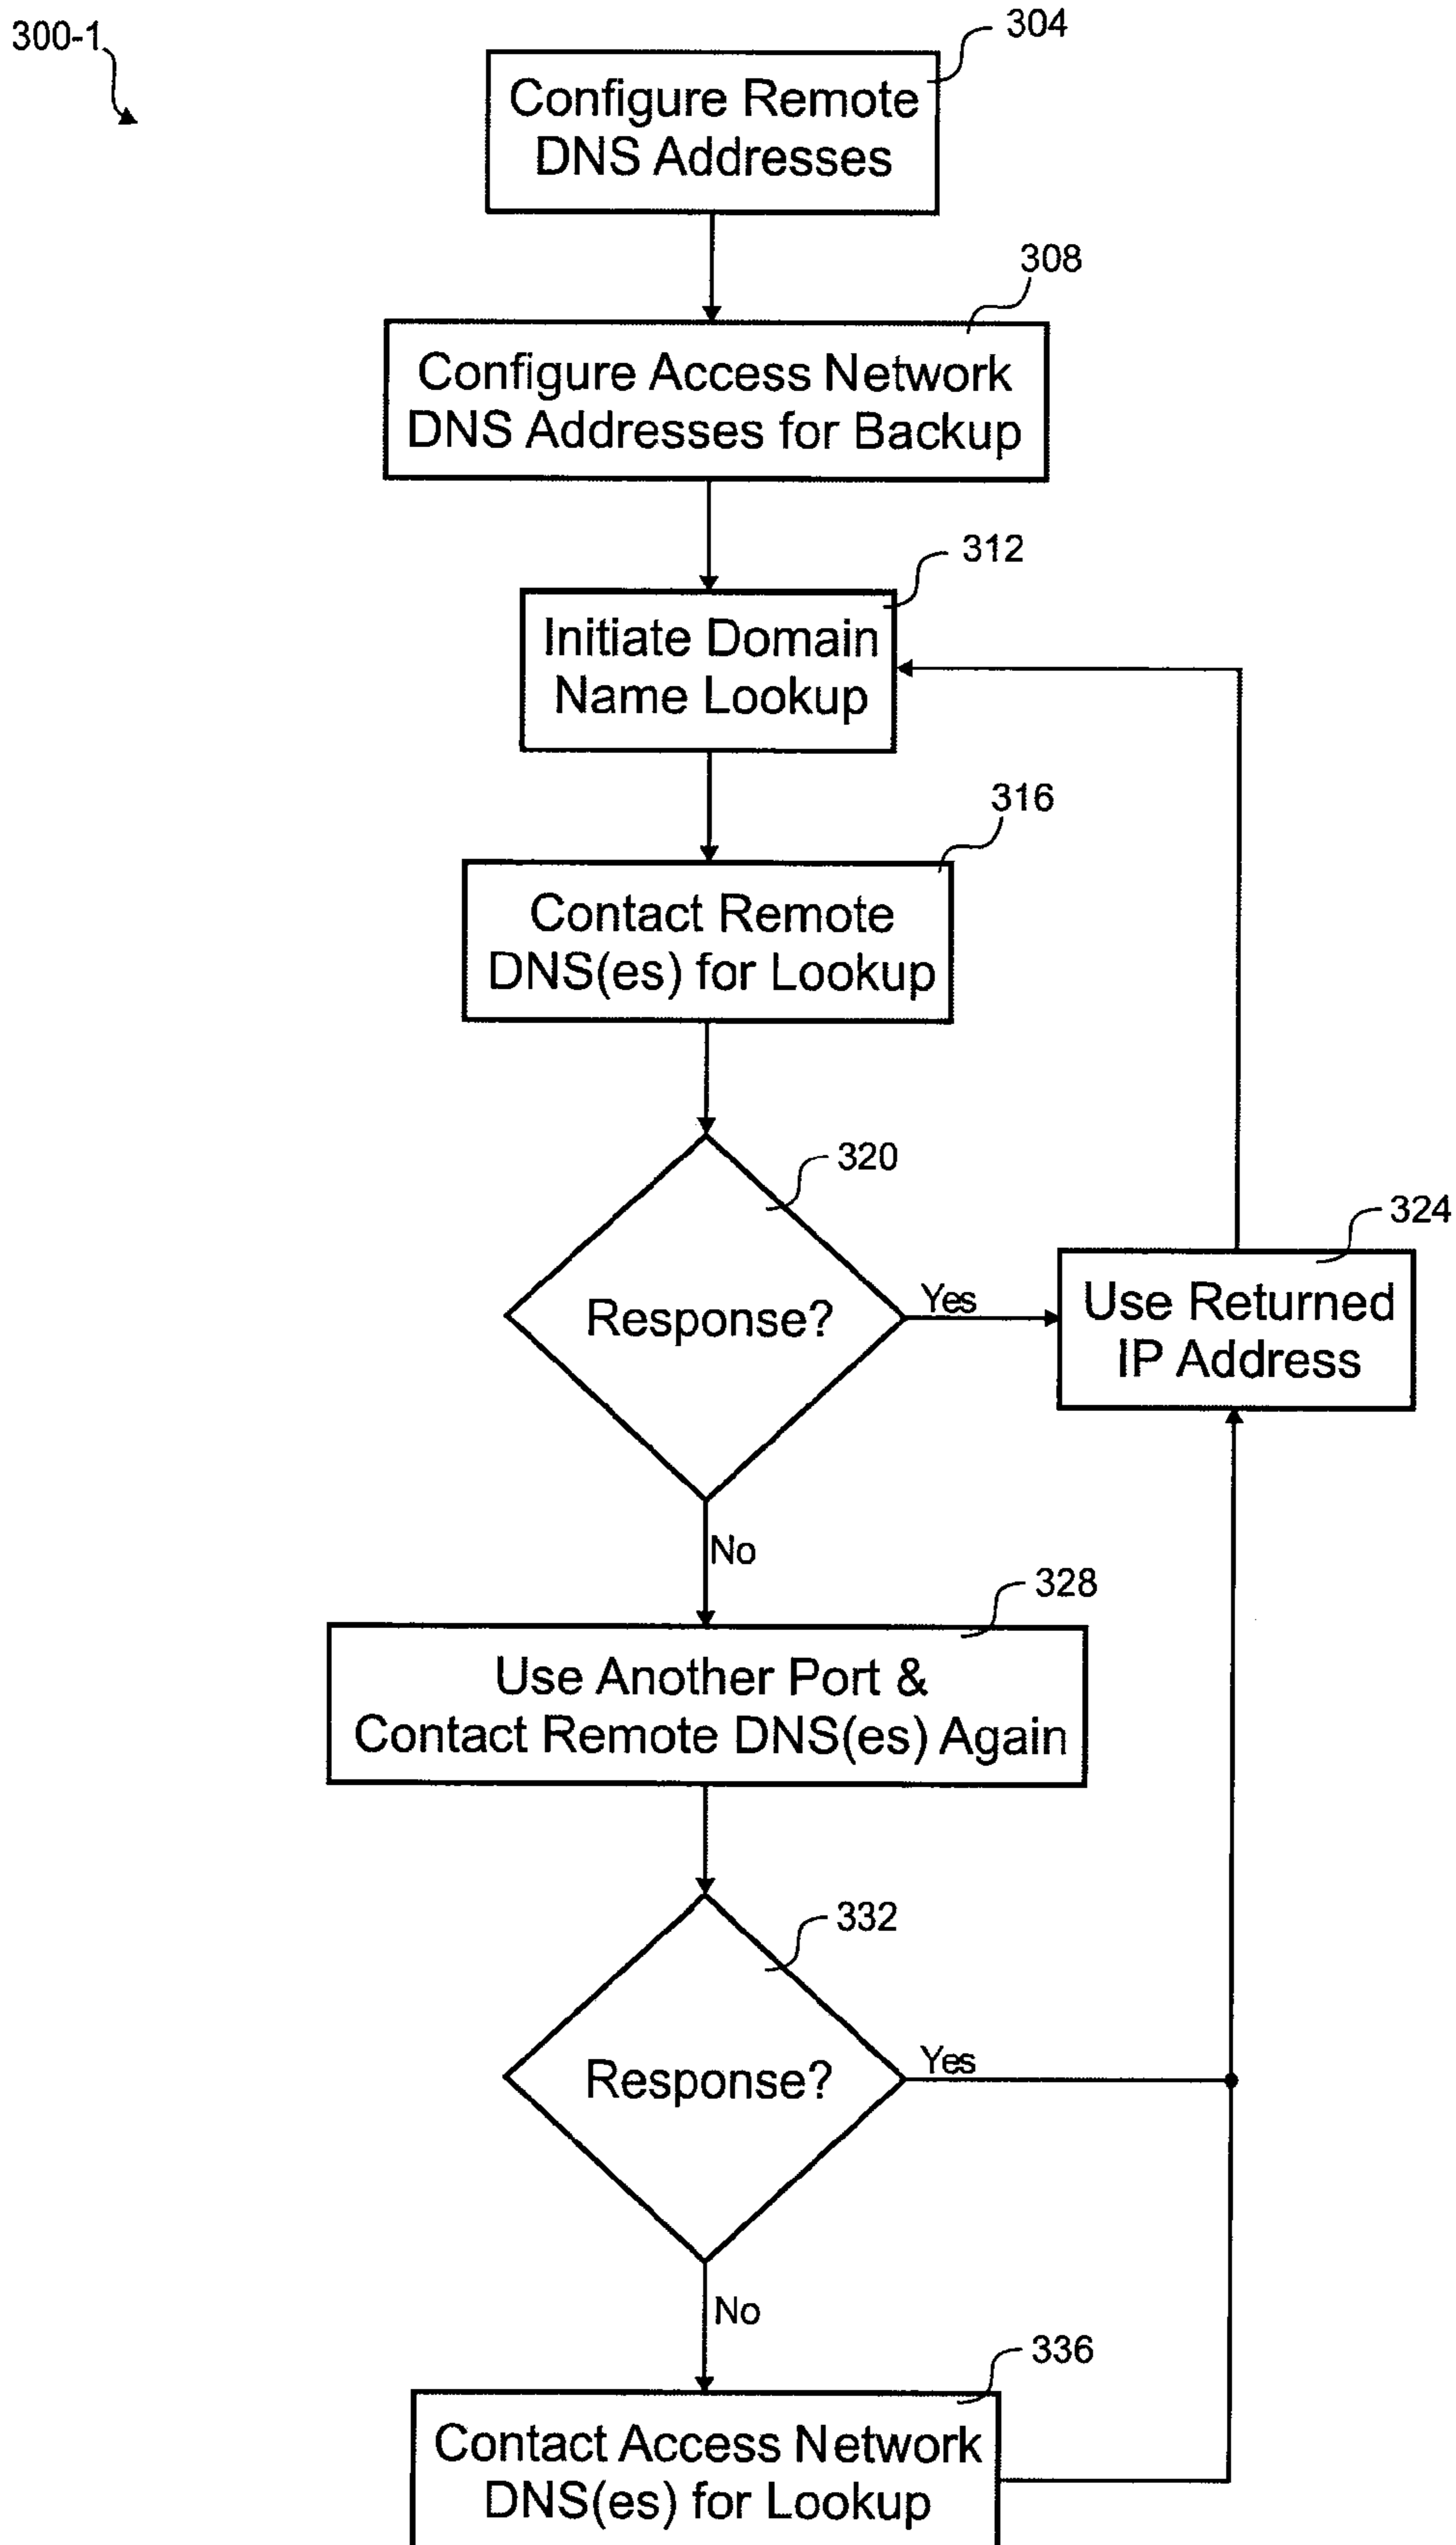 300-1
304
Configure Remote
DNS Addresses
308
Configure Access Network
DNS Addresses for Backup
312
Initiate Domain
Name Lookup
316
Contact Remote
DNS(es) for Lookup
320
Response?
Yes
324
Use Returned
IP Address
No
328
Use Another Port &
Contact Remote DNS(es) Again
332
Response?
Yes
No
336
Contact Access Network
DNS(es) for Lookup